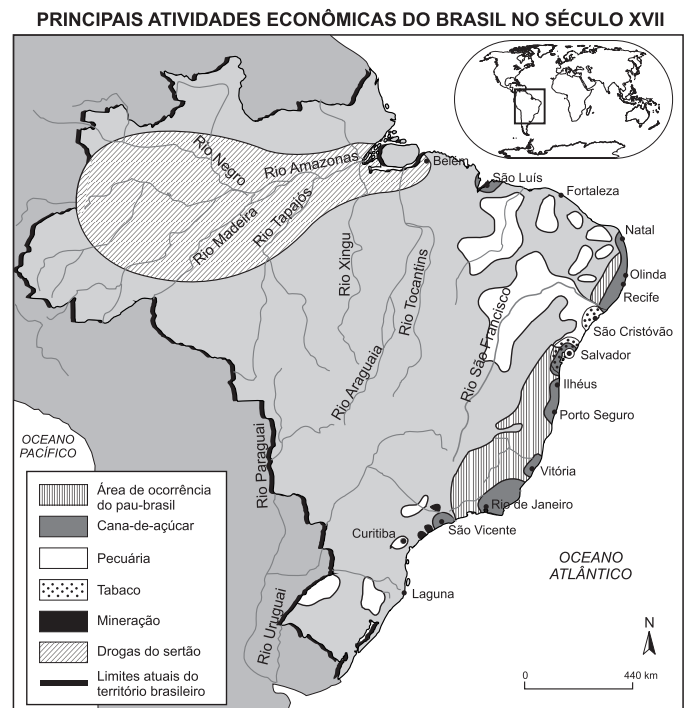 PRINCIPAIS ATIVIDADES ECONÔMICAS DO BRASIL NO SÉCULO XVII
Rio Negro
Rio Amazonas
Belém
São Luís
Fortaleza
Rio Madeira
Rio Tapajós
Natal
Rio Xingu
Rio Tocantins
Olinda
Recife
Rio São Francisco
São Cristóvão
Salvador
Rio Araguaia
Ilhéus
Porto Seguro
OCEANO
PACÍFICO
Rio Paraguai
Vitória
Rio de Janeiro
São Vicente
Curitiba
OCEANO
ATLÂNTICO
Laguna
Rio Uruguai
Área de ocorrência
do pau-brasil
Cana-de-açúcar
Pecuária
Tabaco
Mineração
Drogas do sertão
Limites atuais do
território brasileiro
N
0 440 km